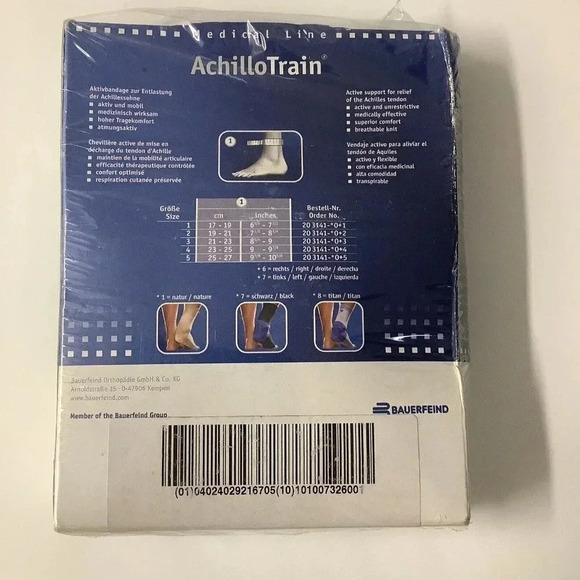 Medical Line
AchilloTrain®
Aktivbandage zur Entlastung
der Achillessehne
■ aktiv und mobil
■ medizinisch wirksam
■ hoher Tragekomfort
■ atmungsaktiv
Chevillère active de mise en
décharge du tendon d'Achille
■ maintien de la mobilité articulaire
■ efficacité thérapeutique contrôlée
■ confort optimisé
■ respiration cutanée préservée
1
Active support for relief
of the Achilles tendon
■ active and unrestrictive
■ medically effective
■ superior comfort
■ breathable knit
Vendaje activo para aliviar el
tendón de Aquiles
■ activo y flexible
■ con eficacia medicinal
■ alta comodidad
■ transpirable
1
Größe Bestell-Nr.
Size cm inches Order No.
1 17 - 19 20 3141-*0+1
2 19 - 21 20 3141-*0+2
3 21 - 23 20 3141-*0+3
4 23 - 25 20 3141-*0+4
5 25 - 27 20 3141-*0+5
+ 6 = rechts / right / droite / derecha
+ 7 = links / left / gauche / izquierda
* 1 = natur / nature * 7 = schwarz / black * 8 = titan / titan
Bauerfeind Orthopädie GmbH & Co. KG
Arnoldstraße 15 · D-47906 Kempen
www.bauerfeind.com
Member of the Bauerfeind Group
BAUERFEIND
(01)04024029216705(10)101007326001